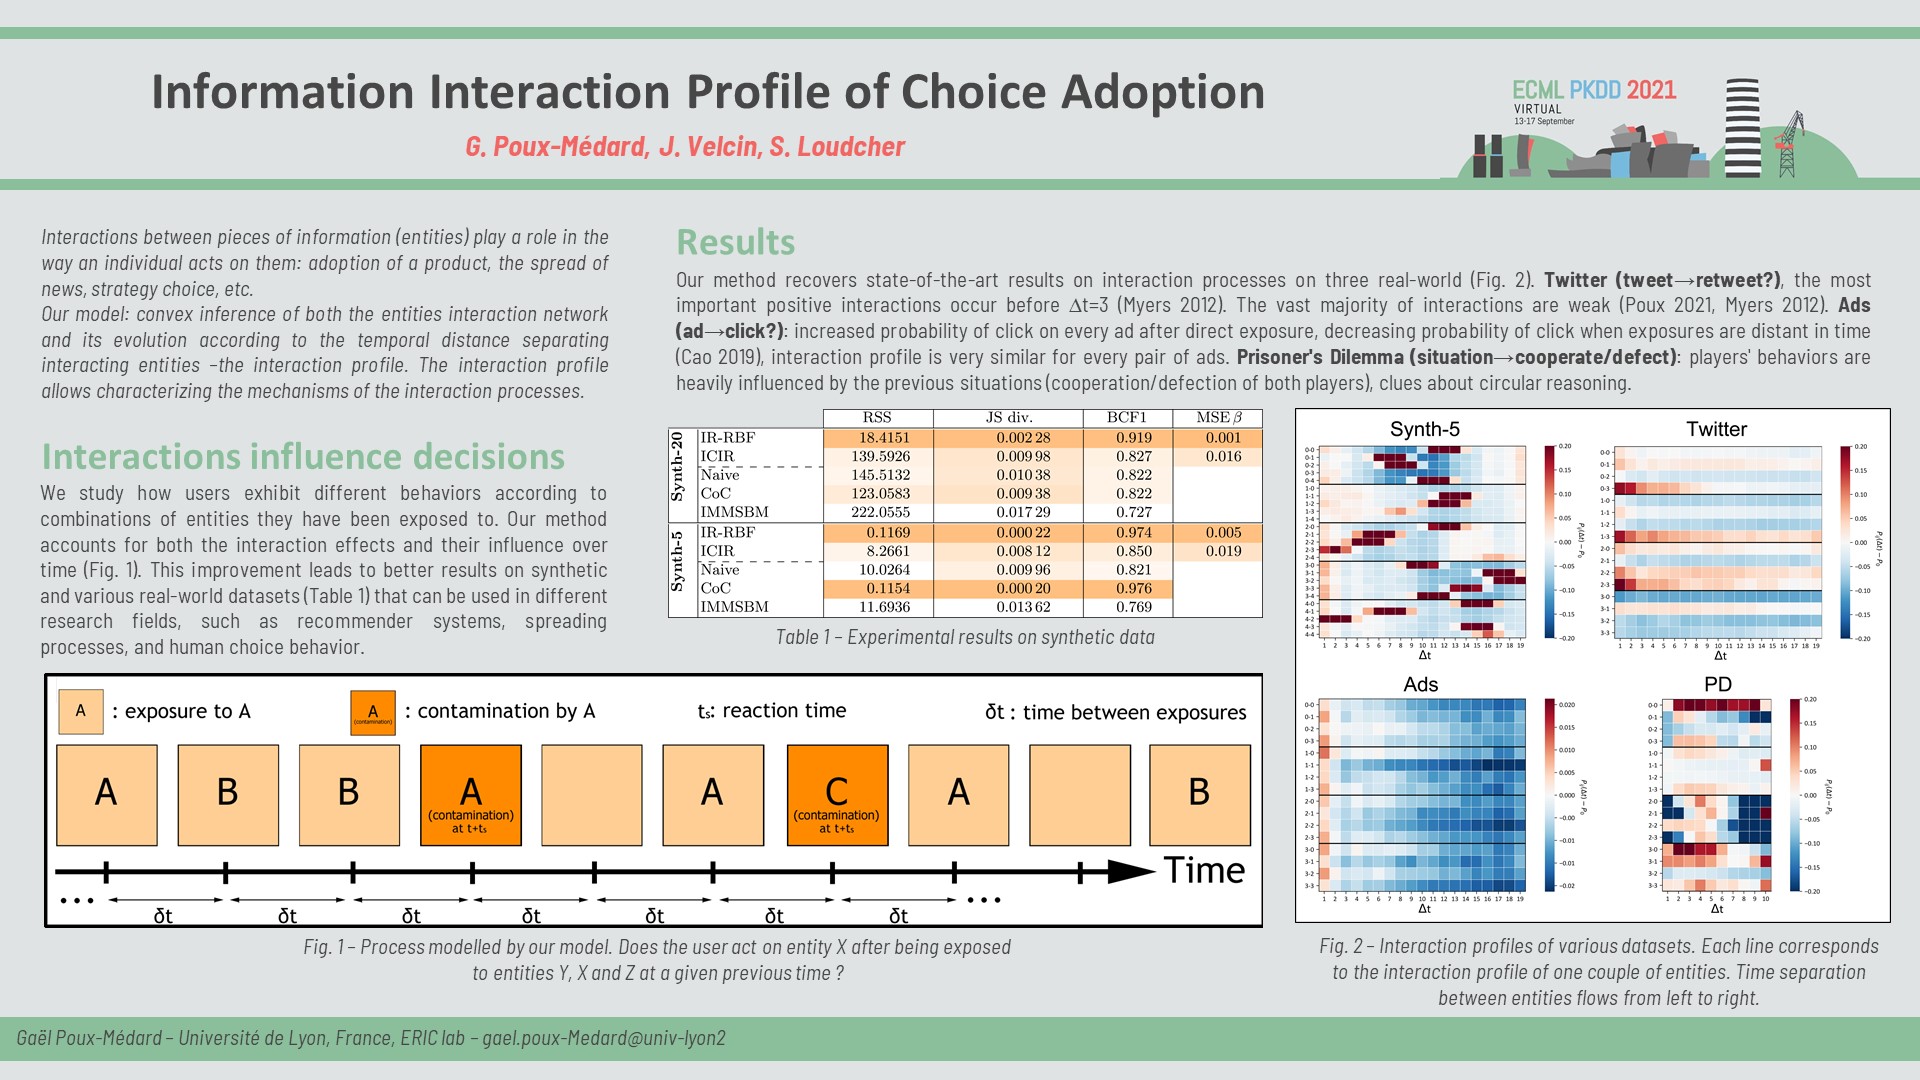 Information Interaction Profile of Choice Adoption
G. Poux-Médard, J. Velcin, S. Loudcher
ECML PKDD 2021
VIRTUAL
13-17 September
Interactions between pieces of information (entities) play a role in the
way an individual acts on them: adoption of a product, the spread of
news, strategy choice, etc.
Our model: convex inference of both the entities interaction network
and its evolution according to the temporal distance separating
interacting entities –the interaction profile. The interaction profile
allows characterizing the mechanisms of the interaction processes.
Interactions influence decisions
We study how users exhibit different behaviors according to
combinations of entities they have been exposed to. Our method
accounts for both the interaction effects and their influence over
time (Fig. 1). This improvement leads to better results on synthetic
and various real-world datasets (Table 1) that can be used in different
research fields, such as recommender systems, spreading
processes, and human choice behavior.
Results
Our method recovers state-of-the-art results on interaction processes on three real-world (Fig. 2). Twitter (tweet→retweet?), the most
important positive interactions occur before Δt=3 (Myers 2012). The vast majority of interactions are weak (Poux 2021, Myers 2012). Ads
(ad→click?): increased probability of click on every ad after direct exposure, decreasing probability of click when exposures are distant in time
(Cao 2019), interaction profile is very similar for every pair of ads. Prisoner's Dilemma (situation→cooperate/defect): players' behaviors are
heavily influenced by the previous situations (cooperation/defection of both players), clues about circular reasoning.
RSS JS div. BCF1 MSE β
Synth-20
IR-RBF 18.4151 0.002 28 0.919 0.001
ICIR 139.5926 0.009 98 0.827 0.016
Naive 145.5132 0.010 38 0.822
CoC 123.0583 0.009 38 0.822
IMMSBM 222.0555 0.017 29 0.727
Synth-5
IR-RBF 0.1169 0.000 22 0.974 0.005
ICIR 8.2661 0.008 12 0.850 0.019
Naive 10.0264 0.009 96 0.821
CoC 0.1154 0.000 20 0.976
IMMSBM 11.6936 0.013 62 0.769
Table 1 – Experimental results on synthetic data
A : exposure to A
A (contamination) : contamination by A
ts: reaction time
δt : time between exposures
A B B A C A B
A
(contamination)
at t+ts
C
(contamination)
at t+ts
Time
... δt δt δt δt δt δt δt ...
Fig. 1 – Process modelled by our model. Does the user act on entity X after being exposed
to entities Y, X and Z at a given previous time ?
Synth-5
Δt
Twitter
Δt
Ads
Δt
PD
Δt
Fig. 2 – Interaction profiles of various datasets. Each line corresponds
to the interaction profile of one couple of entities. Time separation
between entities flows from left to right.
Gaël Poux-Médard – Université de Lyon, France, ERIC lab – gael.poux-Medard@univ-lyon2